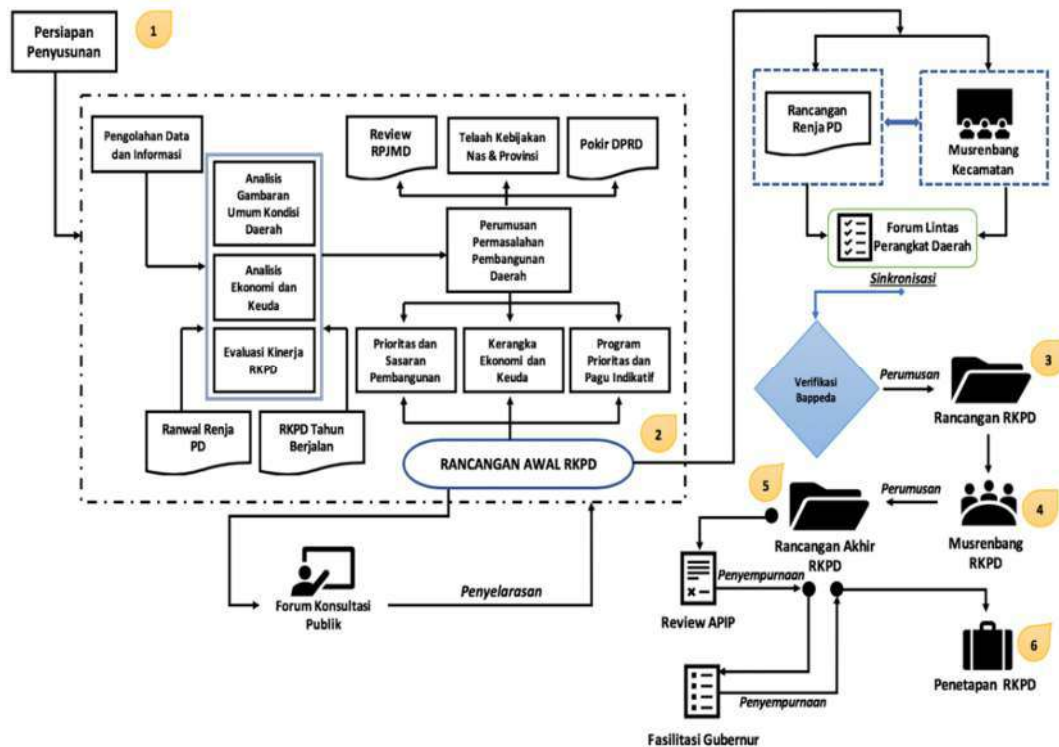 Persiapan
Penyusunan
1
Pengolahan Data
dan Informasi
Analisis
Gambaran
Umum Kondisi
Daerah
Analisis
Ekonomi dan
Keuda
Evaluasi Kinerja
RKPD
Ranwal Renja
PD
RKPD Tahun
Berjalan
Review
RPJMD
Telaah Kebijakan
Nas & Provinsi
Pokir DPRD
Perumusan
Permasalahan
Pembangunan
Daerah
Prioritas dan
Sasaran
Pembangunan
Kerangka
Ekonomi dan
Keuda
Program
Prioritas dan
Pagu Indikatif
2
RANCANGAN AWAL RKPD
Forum Konsultasi
Publik
Penyelarasan
Rancangan
Renja PD
Musrenbang
Kecamatan
Forum Lintas
Perangkat Daerah
Sinkronisasi
Verifikasi
Bappeda
Perumusan
3
Rancangan RKPD
4
Musrenbang
RKPD
Perumusan
5
Rancangan Akhir
RKPD
Review APIP
Penyempurnaan
Fasilitasi Gubernur
Penyempurnaan
6
Penetapan RKPD